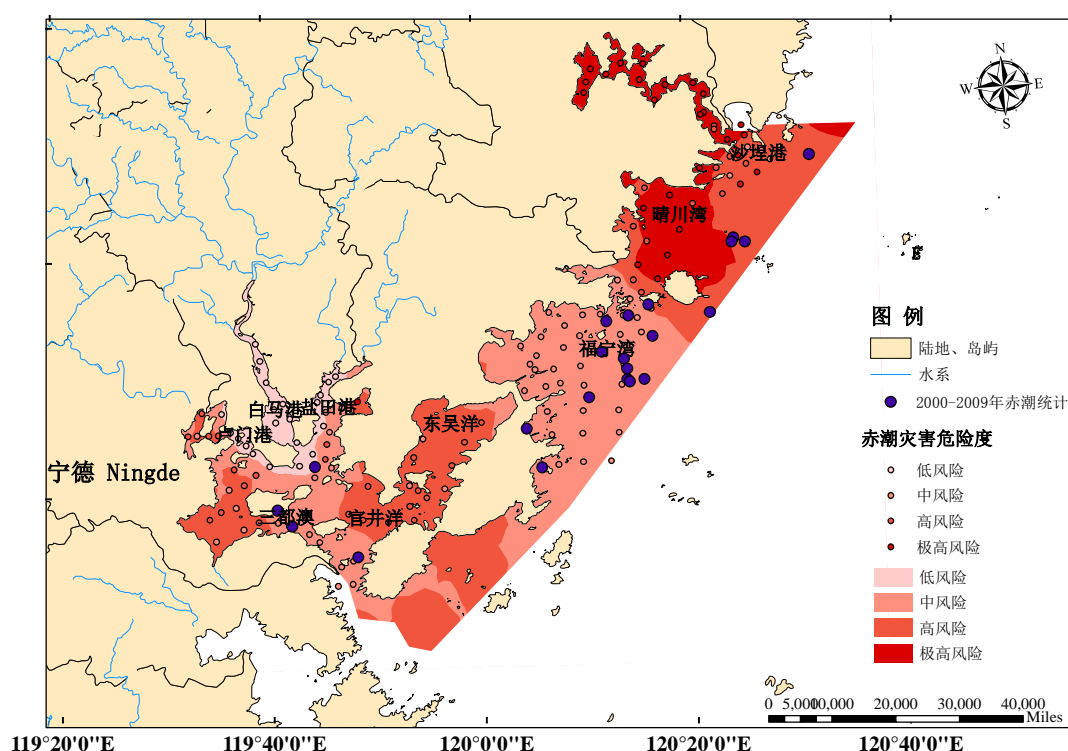 N
W E
S
沙埕港
晴川湾
福宁湾
白马港 盐田港
东吴洋
卢门港
宁德 Ningde
三都澳
官井洋
图 例
陆地、岛屿
水系
2000-2009年赤潮统计
赤潮灾害危险度
低风险
中风险
高风险
极高风险
低风险
中风险
高风险
极高风险
0 5,000 10,000 20,000 30,000 40,000
Miles
119°20'0"E 119°40'0"E 120°0'0"E 120°20'0"E 120°40'0"E